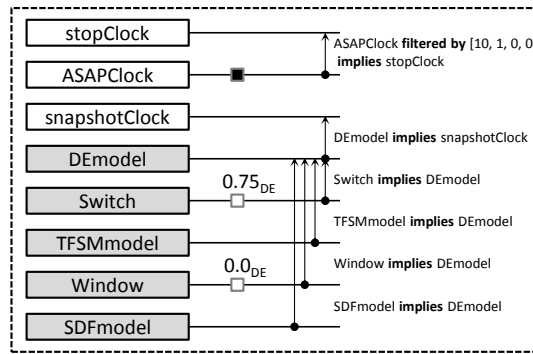 stopClock
ASAPClock filtered by [10, 1, 0, 0
implies stopClock
ASAPClock
snapshotClock
DEmodel implies snapshotClock
DEmodel
Switch implies DEmodel
0.75DE
Switch
TFSMmodel implies DEmodel
TFSMmodel
Window implies DEmodel
0.0DE
Window
SDFmodel implies DEmodel
SDFmodel